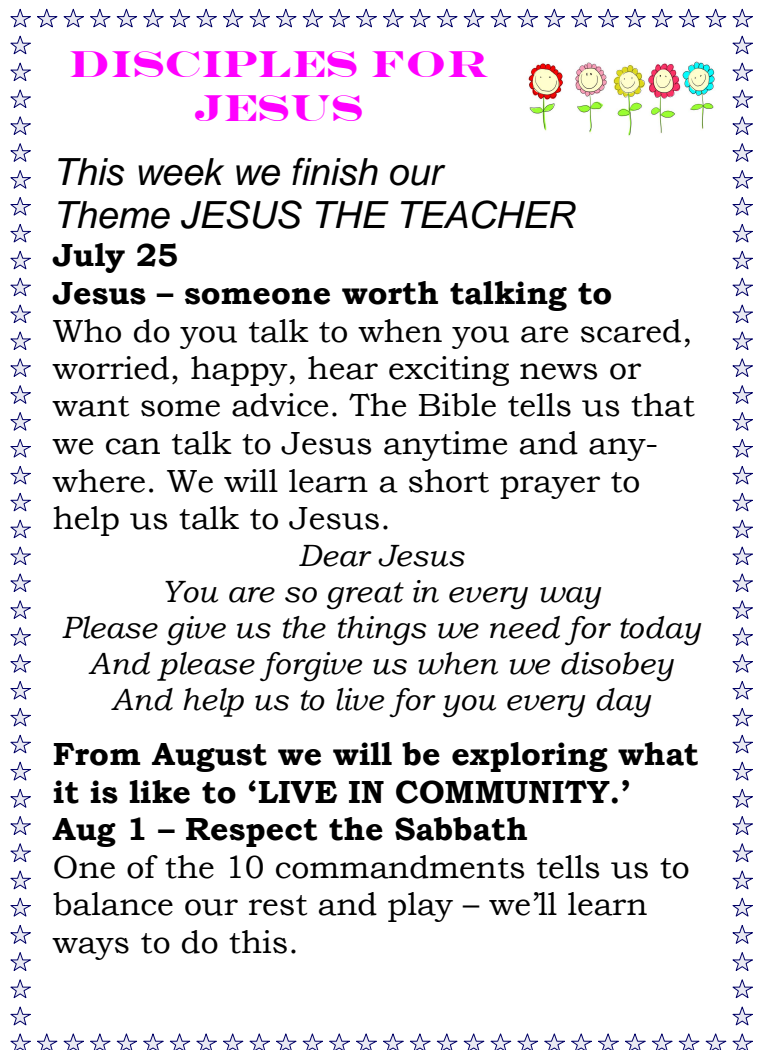 DISCIPLES FOR
JESUS
This week we finish our
Theme JESUS THE TEACHER
July 25
Jesus – someone worth talking to
Who do you talk to when you are scared,
worried, happy, hear exciting news or
want some advice. The Bible tells us that
we can talk to Jesus anytime and any-
where. We will learn a short prayer to
help us talk to Jesus.
Dear Jesus
You are so great in every way
Please give us the things we need for today
And please forgive us when we disobey
And help us to live for you every day
From August we will be exploring what
it is like to ‘LIVE IN COMMUNITY.’
Aug 1 – Respect the Sabbath
One of the 10 commandments tells us to
balance our rest and play – we’ll learn
ways to do this.